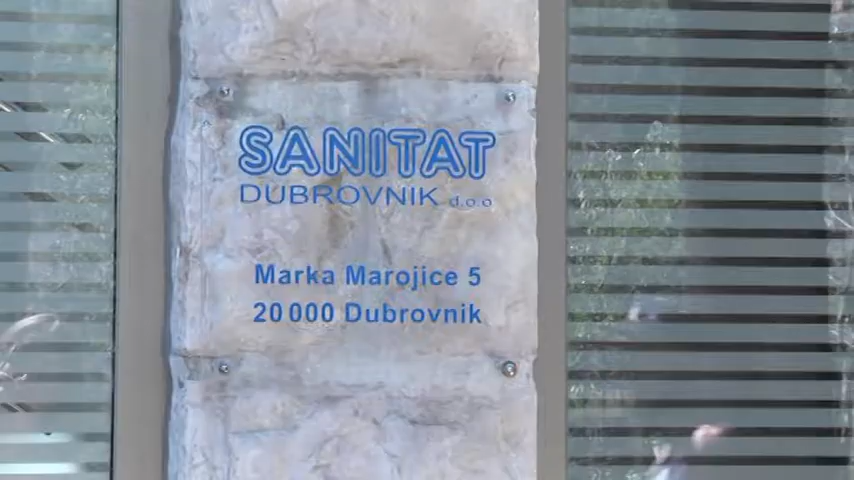 SANITAT
DUBROVNIK d.o.o
Marka Marojice 5
20 000 Dubrovnik